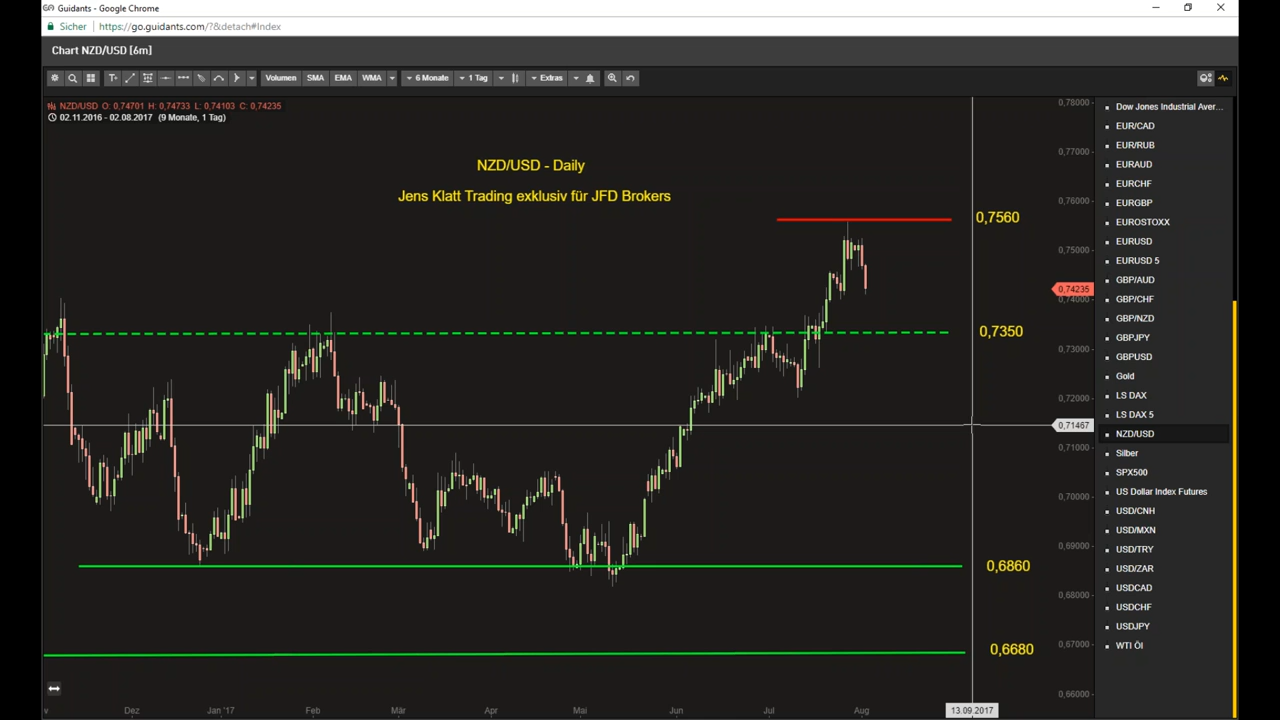 Guidants - Google Chrome
Sicher https://go.guidants.com/?&detach#Index
Chart NZD/USD [6m]
T+ Volumen SMA EMA WMA 6 Monate 1 Tag Extras
NZD/USD O: 0,74701 H: 0,74733 L: 0,74103 C: 0,74235
02.11.2016 - 02.08.2017 (9 Monate, 1 Tag)
NZD/USD - Daily
Jens Klatt Trading exklusiv für JFD Brokers
0,7560
0,7350
0,6860
0,6680
0,78000
0,77000
0,76000
0,75000
0,74235
0,74000
0,73000
0,72000
0,71467
0,71000
0,70000
0,69000
0,68000
0,67000
0,66000
v Dez Jan '17 Feb Mär Apr Mai Jun Jul Aug 13.09.2017
Dow Jones Industrial Aver...
EUR/CAD
EUR/RUB
EURAUD
EURCHF
EURGBP
EUROSTOXX
EURUSD
EURUSD 5
GBP/AUD
GBP/CHF
GBP/NZD
GBPJPY
GBPUSD
Gold
LS DAX
LS DAX 5
NZD/USD
Silber
SPX500
US Dollar Index Futures
USD/CNH
USD/MXN
USD/TRY
USD/ZAR
USDCAD
USDCHF
USDJPY
WTI Öl